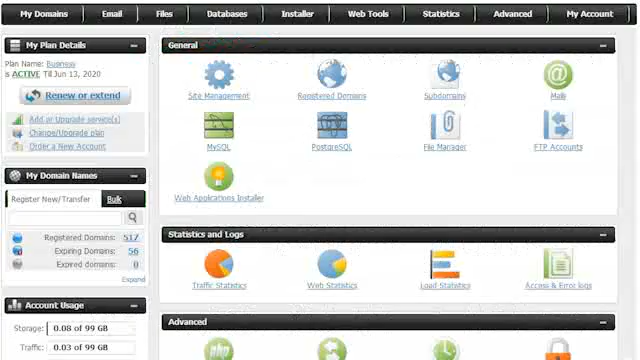 My Domains Email Files Databases Installer Web Tools Statistics Advanced My Account
My Plan Details
Plan Name: Business
is ACTIVE Till Jun 13, 2020
Renew or extend
Add or Upgrade service(s)
Change/Upgrade plan
Order a New Account
My Domain Names
Register New/Transfer Bulk
Registered Domains: 517
Expiring Domains: 56
Expired domains: 0
Expand
Account Usage
Storage: 0.08 of 99 GB
Traffic: 0.03 of 99 GB
General
Site Management Registered Domains Subdomains Mails
MySQL PostgreSQL File Manager FTP Accounts
Web Applications Installer
Statistics and Logs
Traffic Statistics Web Statistics Load Statistics Access & Error logs
Advanced
php